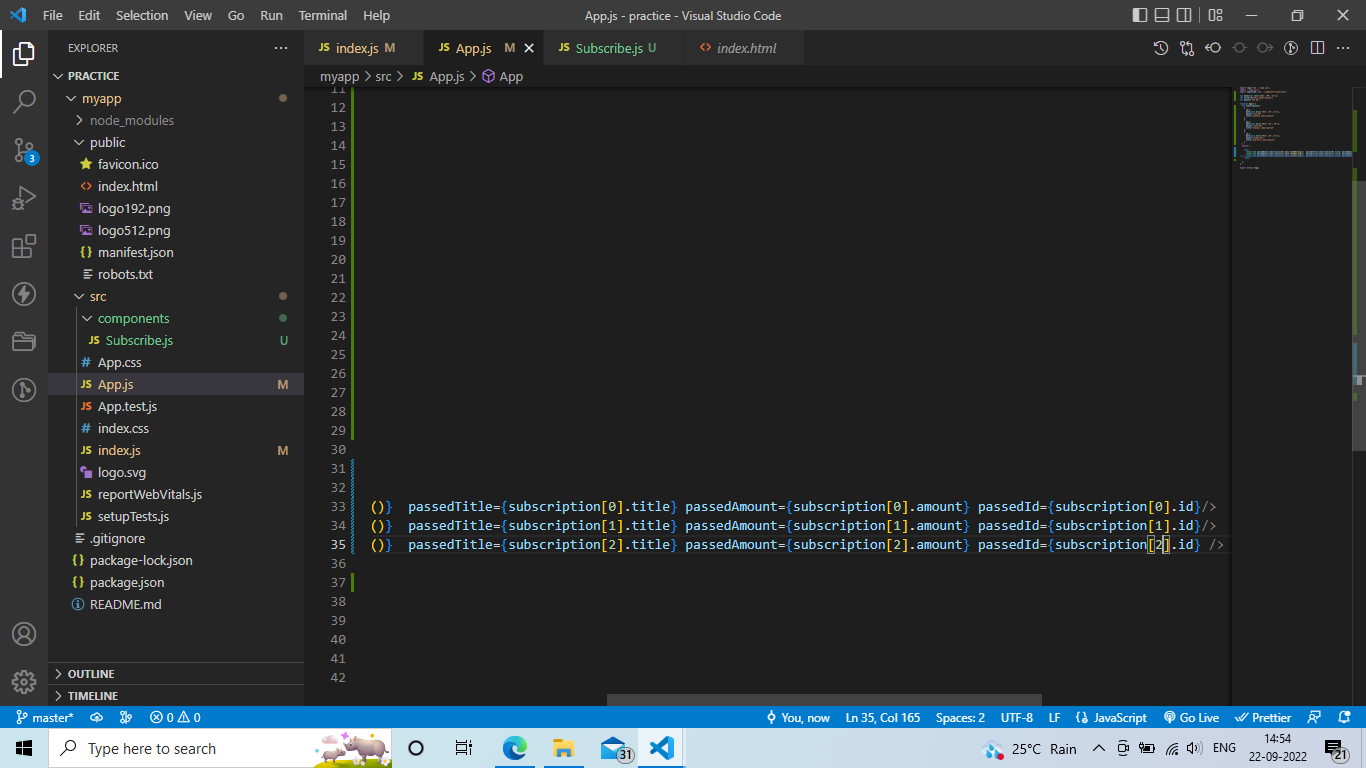 File Edit Selection View Go Run Terminal Help App.js - practice - Visual Studio Code
EXPLORER
JS index.js M JS App.js M JS Subscribe.js U <> index.html
PRACTICE
myapp > src > JS App.js > App
myapp
node_modules
public
favicon.ico
<> index.html
logo192.png
logo512.png
{} manifest.json
robots.txt
src
components
JS Subscribe.js U
# App.css
JS App.js M
JS App.test.js
# index.css
JS index.js M
logo.svg
JS reportWebVitals.js
JS setupTests.js
.gitignore
{} package-lock.json
{} package.json
README.md
OUTLINE
TIMELINE
3
11
12
13
14
15
16
17
18
19
20
21
22
23
24
25
26
27
28
29
30
31
32
33 ()} passedTitle={subscription[0].title} passedAmount={subscription[0].amount} passedId={subscription[0].id}/>
34 ()} passedTitle={subscription[1].title} passedAmount={subscription[1].amount} passedId={subscription[1].id}/>
35 ()} passedTitle={subscription[2].title} passedAmount={subscription[2].amount} passedId={subscription[2].id} />
36
37
38
39
40
41
42
master* 0 0 You, now Ln 35, Col 165 Spaces: 2 UTF-8 LF {} JavaScript Go Live Prettier
Type here to search 31 25°C Rain ENG 14:54 21
22-09-2022